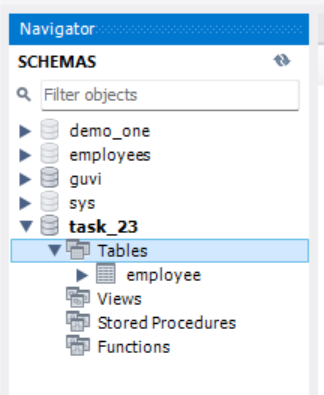 Navigator
SCHEMAS
Filter objects
demo_one
employees
guvi
sys
task_23
Tables
employee
Views
Stored Procedures
Functions